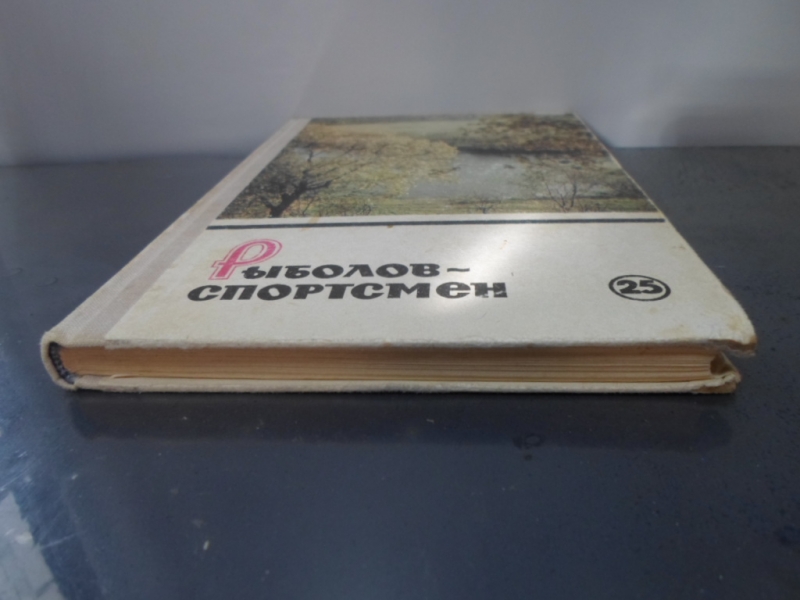 Рыболов-
спортсмен
25